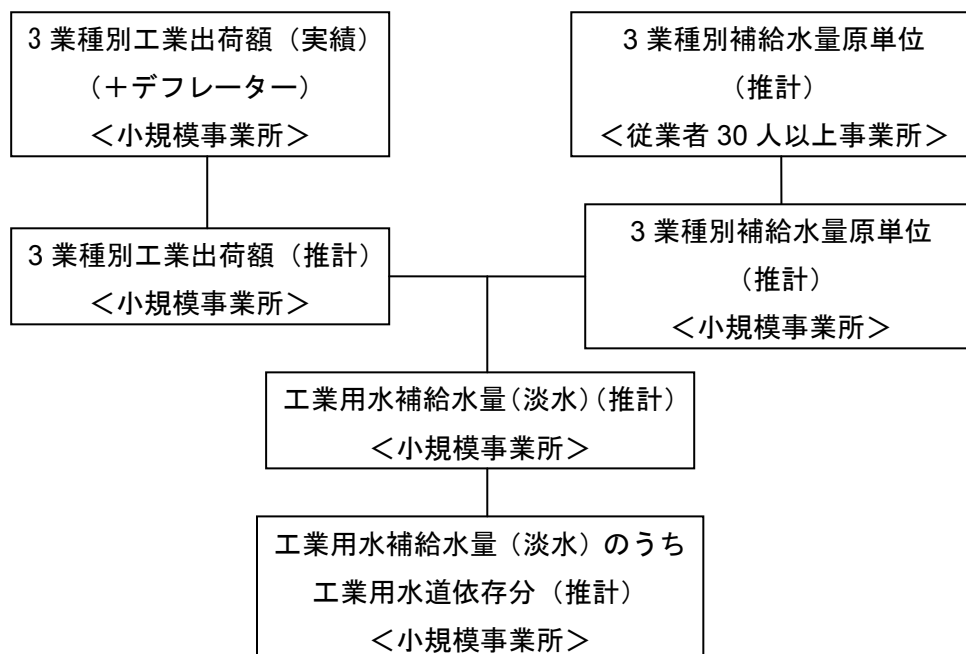 3 業種別工業出荷額（実績）
（＋デフレーター）
＜小規模事業所＞
3 業種別補給水量原単位
（推計）
＜従業者 30 人以上事業所＞
3 業種別工業出荷額（推計）
＜小規模事業所＞
3 業種別補給水量原単位
（推計）
＜小規模事業所＞
工業用水補給水量（淡水）（推計）
＜小規模事業所＞
工業用水補給水量（淡水）のうち
工業用水道依存分（推計）
＜小規模事業所＞